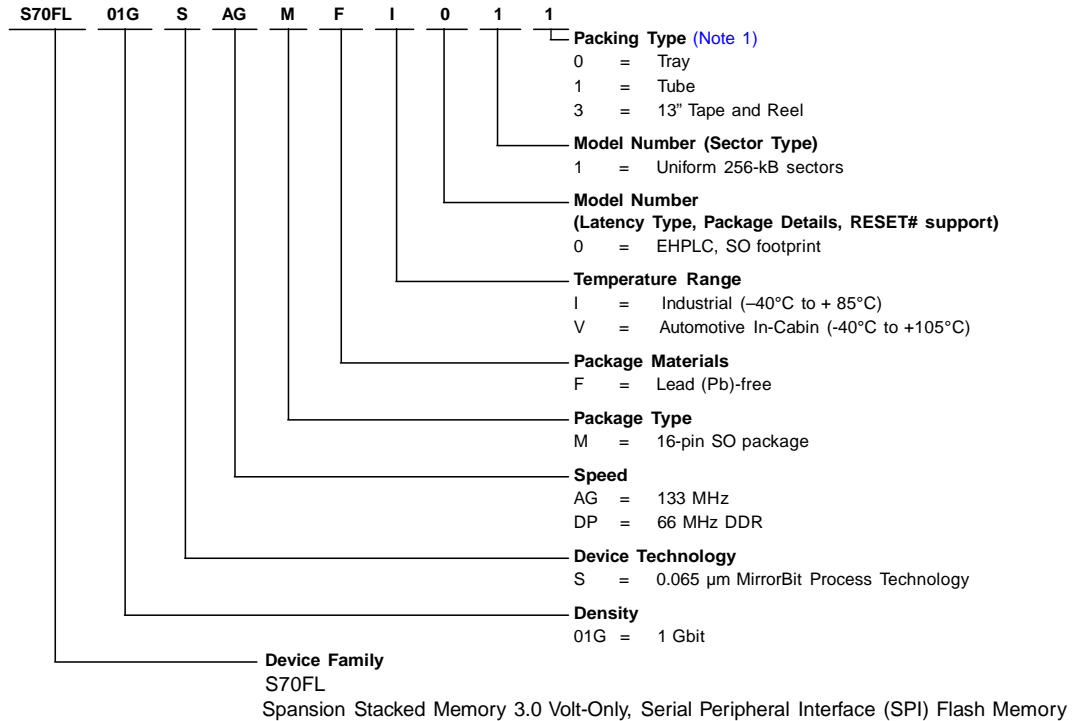 S70FL 01G S AG M F I 0 1 1
Packing Type (Note 1)
0 = Tray
1 = Tube
3 = 13” Tape and Reel
Model Number (Sector Type)
1 = Uniform 256-kB sectors
Model Number
(Latency Type, Package Details, RESET# support)
0 = EHPLC, SO footprint
Temperature Range
I = Industrial (–40°C to + 85°C)
V = Automotive In-Cabin (-40°C to +105°C)
Package Materials
F = Lead (Pb)-free
Package Type
M = 16-pin SO package
Speed
AG = 133 MHz
DP = 66 MHz DDR
Device Technology
S = 0.065 µm MirrorBit Process Technology
Density
01G = 1 Gbit
Device Family
S70FL
Spansion Stacked Memory 3.0 Volt-Only, Serial Peripheral Interface (SPI) Flash Memory